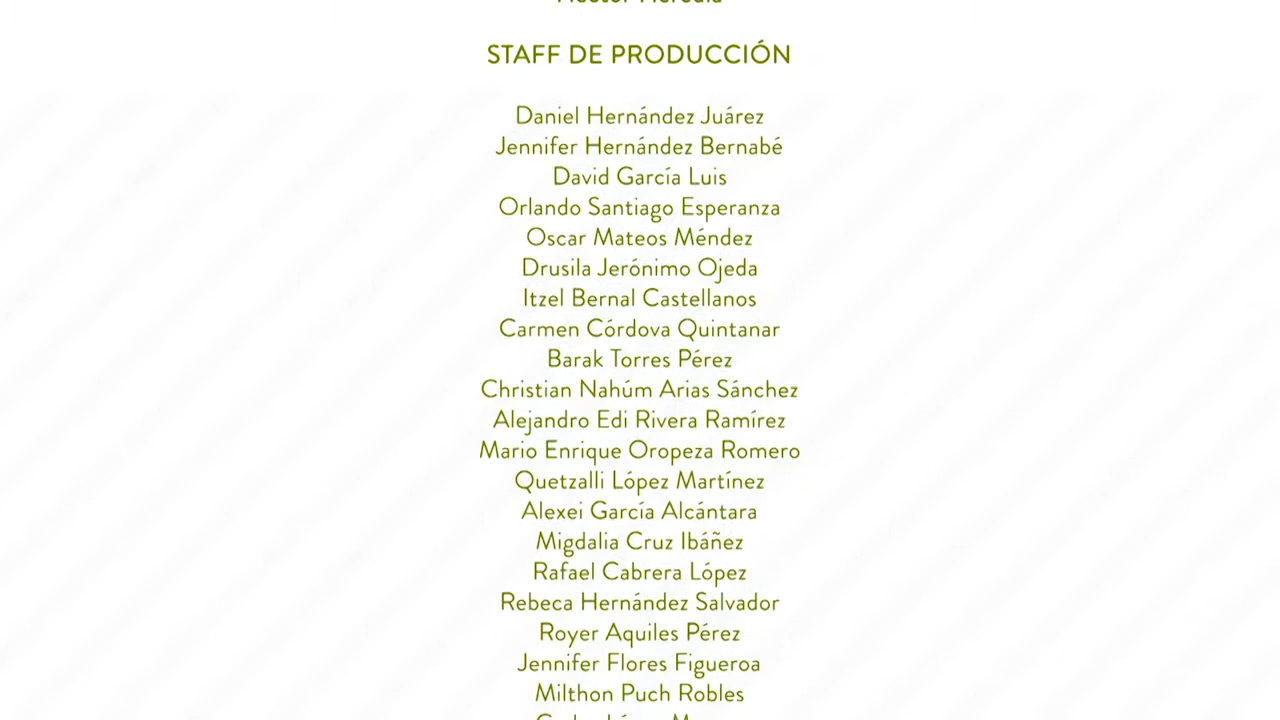 STAFF DE PRODUCCIÓN
Daniel Hernández Juárez
Jennifer Hernández Bernabé
David García Luis
Orlando Santiago Esperanza
Oscar Mateos Méndez
Drusila Jerónimo Ojeda
Itzel Bernal Castellanos
Carmen Córdova Quintanar
Barak Torres Pérez
Christian Nahúm Arias Sánchez
Alejandro Edi Rivera Ramírez
Mario Enrique Oropeza Romero
Quetzalli López Martínez
Alexei García Alcántara
Migdalia Cruz Ibáñez
Rafael Cabrera López
Rebeca Hernández Salvador
Royer Aquiles Pérez
Jennifer Flores Figueroa
Milthon Puch Robles